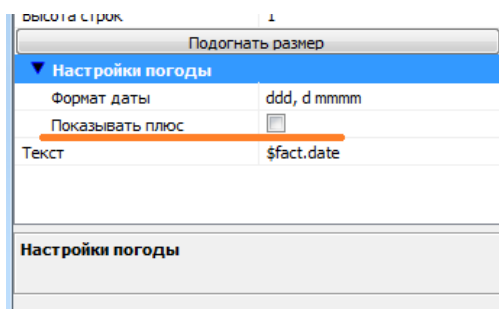 Высота строк 1
Подогнать размер
Настройки погоды
Формат даты ddd, d mmmm
Показывать плюс
Текст $fact.date
Настройки погоды